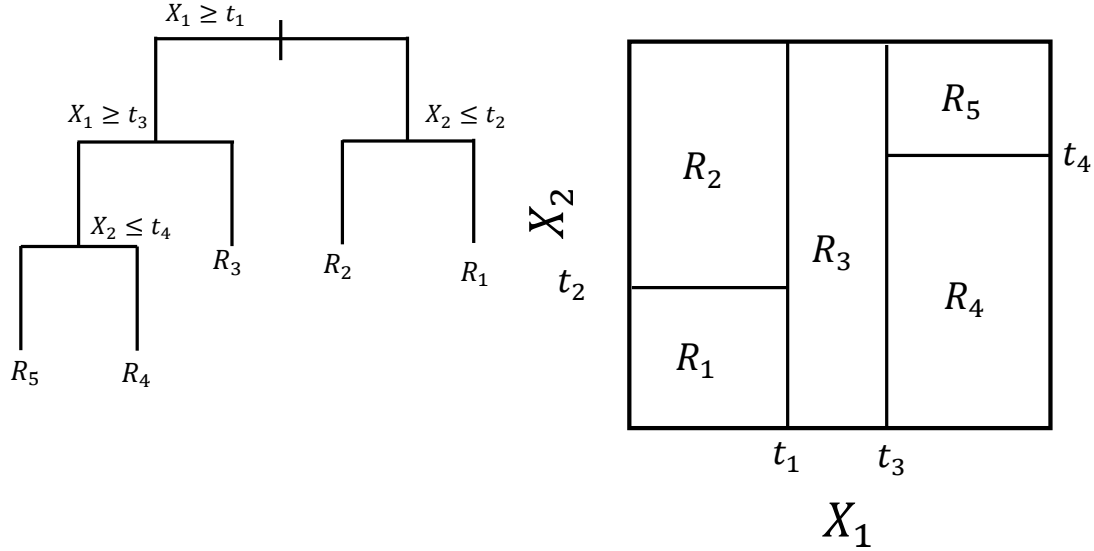 X₁ ≥ t₁
X₁ ≥ t₃
X₂ ≤ t₂
X₂ ≤ t₄
R₃
R₂
R₁
R₅
R₄
R₅
t₄
R₂
X₂
R₃
t₂
R₄
R₁
t₁
t₃
X₁